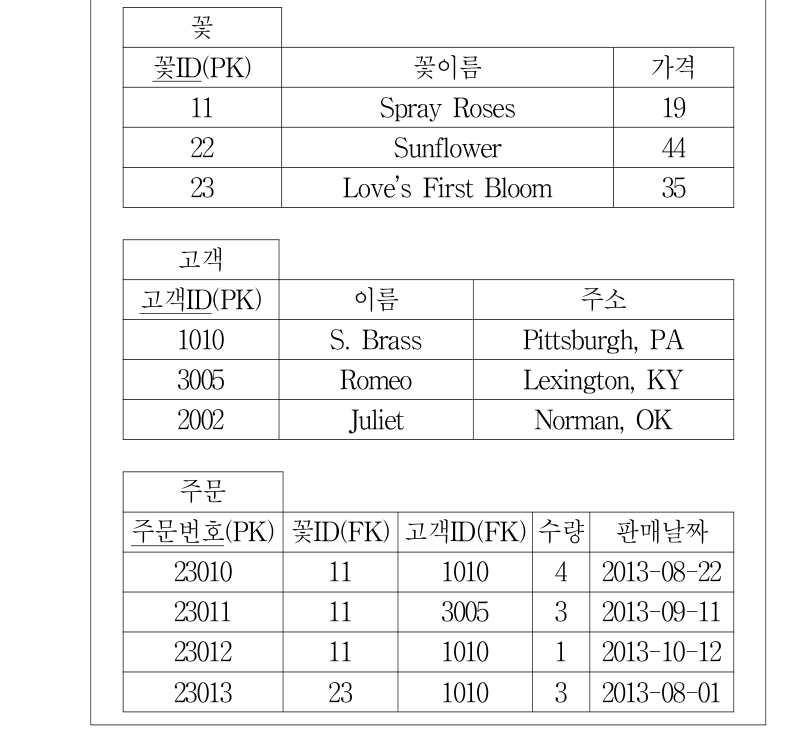 꽃
꽃ID(PK) 꽃이름 가격
11 Spray Roses 19
22 Sunflower 44
23 Love’s First Bloom 35
고객
고객ID(PK) 이름 주소
1010 S. Brass Pittsburgh, PA
3005 Romeo Lexington, KY
2002 Juliet Norman, OK
주문
주문번호(PK) 꽃ID(FK) 고객ID(FK) 수량 판매날짜
23010 11 1010 4 2013-08-22
23011 11 3005 3 2013-09-11
23012 11 1010 1 2013-10-12
23013 23 1010 3 2013-08-01